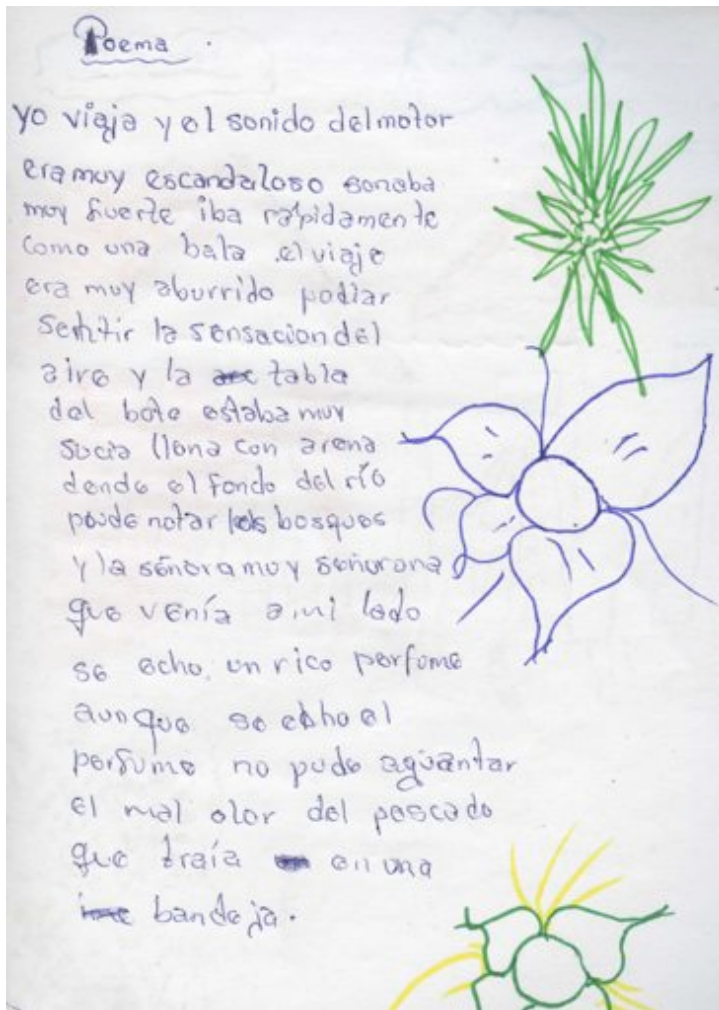 Poema.
yo viaja y el sonido del motor
era muy escandaloso sonaba
muy fuerte iba rápidamente
como una bala .el viaje
era muy aburrido podiar
sentir la sensacion del
aire y la tabla
del bote estaba muy
sucia llena con arena
dende el fondo del río
poude notar los bosques
y la señora muy señorona
que venía a mi lado
se echo un rico perfume
aunque se echo el
perfume no pude aguantar
el mal olor del pescado
que traía en una
bandeja.